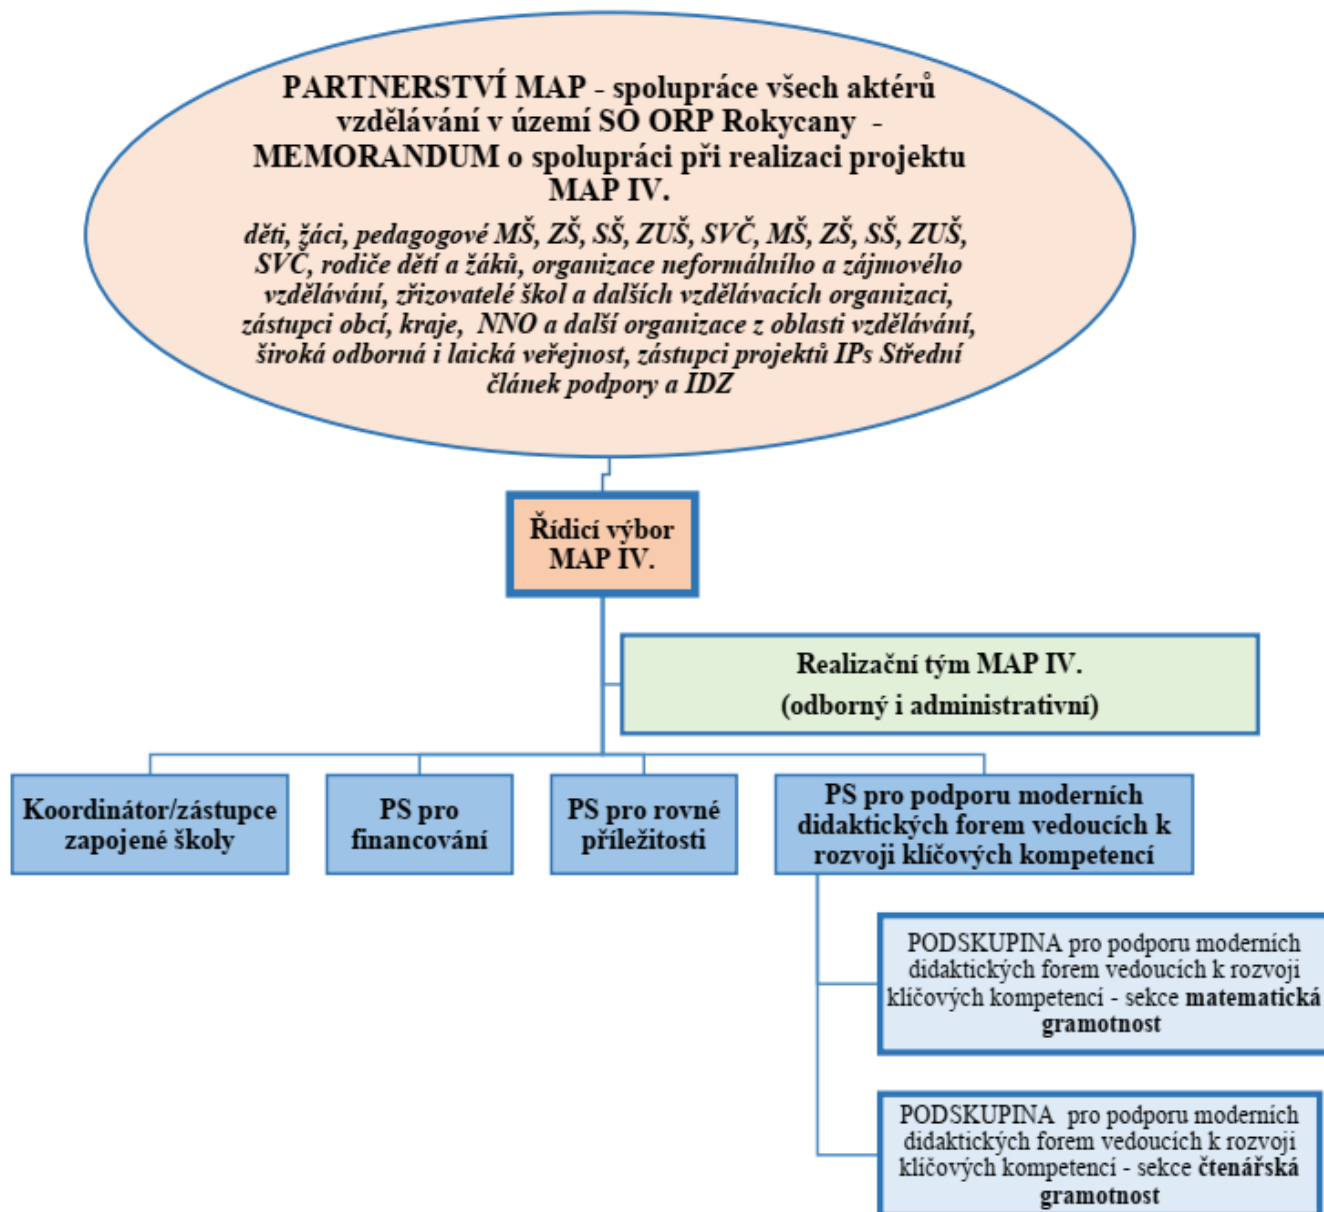 PARTNERSTVÍ MAP - spolupráce všech aktérů
vzdělávání v území SO ORP Rokycany -
MEMORANDUM o spolupráci při realizaci projektu
MAP IV.
děti, žáci, pedagogové MŠ, ZŠ, SŠ, ZUŠ, SVČ, MŠ, ZŠ, SŠ, ZUŠ,
SVČ, rodiče dětí a žáků, organizace neformálního a zájmového
vzdělávání, zřizovatelé škol a dalších vzdělávacích organizaci,
zástupci obcí, kraje, NNO a další organizace z oblasti vzdělávání,
široká odborná i laická veřejnost, zástupci projektů IPs Střední
článek podpory a IDZ
Řídicí výbor
MAP IV.
Realizační tým MAP IV.
(odborný i administrativní)
Koordinátor/zástupce
zapojené školy
PS pro
financování
PS pro rovné
příležitosti
PS pro podporu moderních
didaktických forem vedoucích k
rozvoji klíčových kompetencí
PODSKUPINA pro podporu moderních
didaktických forem vedoucích k rozvoji
klíčových kompetencí - sekce matematická
gramotnost
PODSKUPINA pro podporu moderních
didaktických forem vedoucích k rozvoji
klíčových kompetencí - sekce čtenářská
gramotnost